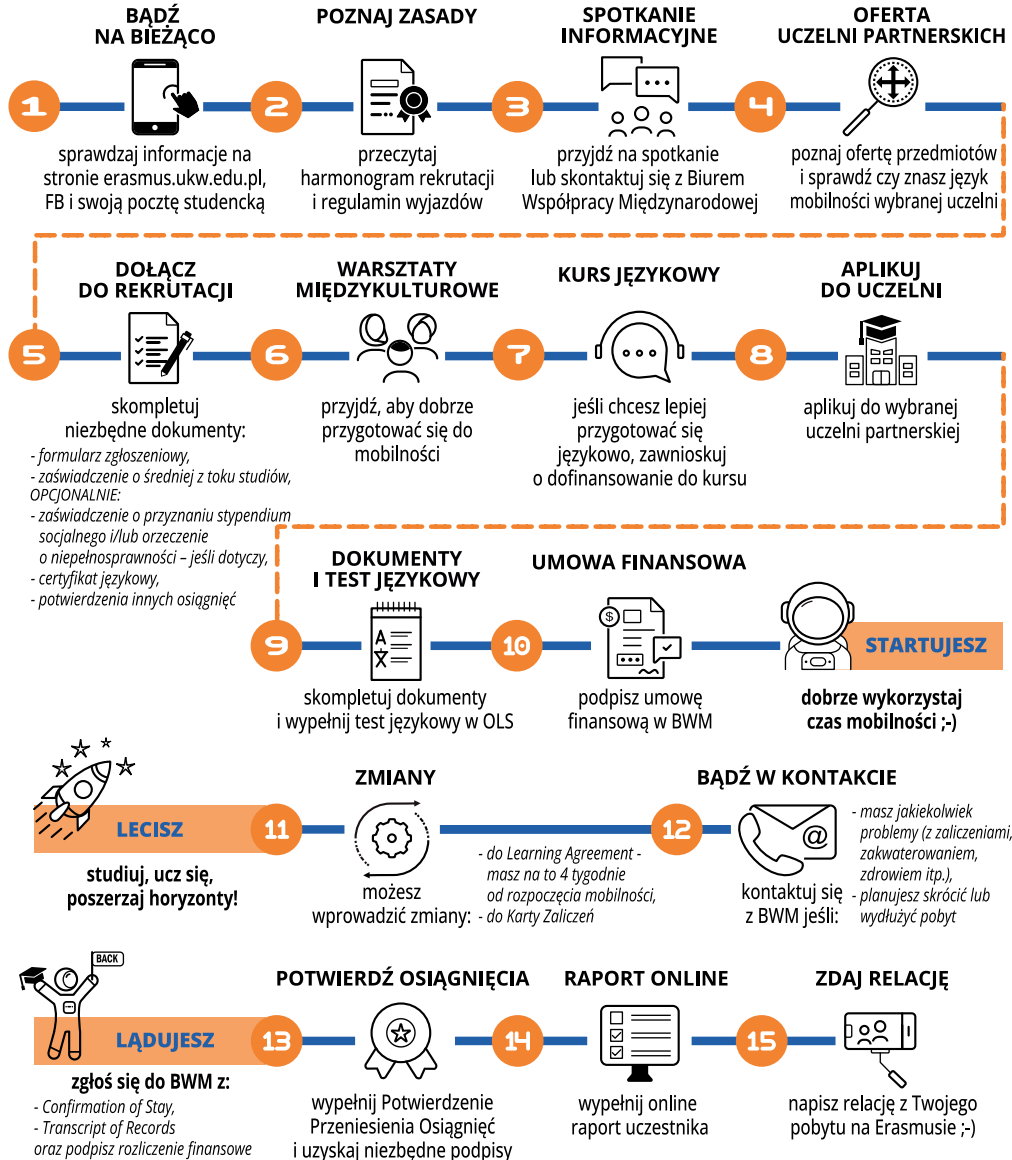 BĄDŹ
NA BIEŻĄCO
1
sprawdzaj informacje na
stronie erasmus.ukw.edu.pl,
FB i swoją pocztę studencką
POZNAJ ZASADY
2
przeczytaj
harmonogram rekrutacji
i regulamin wyjazdów
SPOTKANIE
INFORMACYJNE
3
przyjdź na spotkanie
lub skontaktuj się z Biurem
Współpracy Międzynarodowej
OFERTA
UCZELNI PARTNERSKICH
4
poznaj ofertę przedmiotów
i sprawdź czy znasz język
mobilności wybranej uczelni
DOŁĄCZ
DO REKRUTACJI
5
skompletuj
niezbędne dokumenty:
- formularz zgłoszeniowy,
- zaświadczenie o średniej z toku studiów,
OPCJONALNIE:
- zaświadczenie o przyznaniu stypendium
socjalnego i/lub orzeczenie
o niepełnosprawności – jeśli dotyczy,
- certyfikat językowy,
- potwierdzenia innych osiągnięć
WARSZTATY
MIĘDZYKULTUROWE
6
przyjdź, aby dobrze
przygotować się do
mobilności
KURS JĘZYKOWY
7
jeśli chcesz lepiej
przygotować się
językowo, zawnioskuj
o dofinansowanie do kursu
APLIKUJ
DO UCZELNI
8
aplikuj do wybranej
uczelni partnerskiej
DOKUMENTY
I TEST JĘZYKOWY
9
A
skompletuj dokumenty
i wypełnij test językowy w OLS
UMOWA FINANSOWA
10
$
podpisz umowę
finansową w BWM
STARTUJESZ
dobrze wykorzystaj
czas mobilności ;-)
LECISZ
studiuj, ucz się,
poszerzaj horyzonty!
ZMIANY
11
możesz
wprowadzić zmiany:
- do Learning Agreement -
masz na to 4 tygodnie
od rozpoczęcia mobilności,
- do Karty Zaliczeń
BĄDŹ W KONTAKCIE
12
@
kontaktuj się
z BWM jeśli:
- masz jakiekolwiek
problemy (z zaliczeniami,
zakwaterowaniem,
zdrowiem itp.),
- planujesz skrócić lub
wydłużyć pobyt
BACK
LĄDUJESZ
zgłoś się do BWM z:
- Confirmation of Stay,
- Transcript of Records
oraz podpisz rozliczenie finansowe
POTWIERDŹ OSIĄGNIĘCIA
13
wypełnij Potwierdzenie
Przeniesienia Osiągnięć
i uzyskaj niezbędne podpisy
RAPORT ONLINE
14
wypełnij online
raport uczestnika
ZDAJ RELACJĘ
15
napisz relację z Twojego
pobytu na Erasmusie ;-)